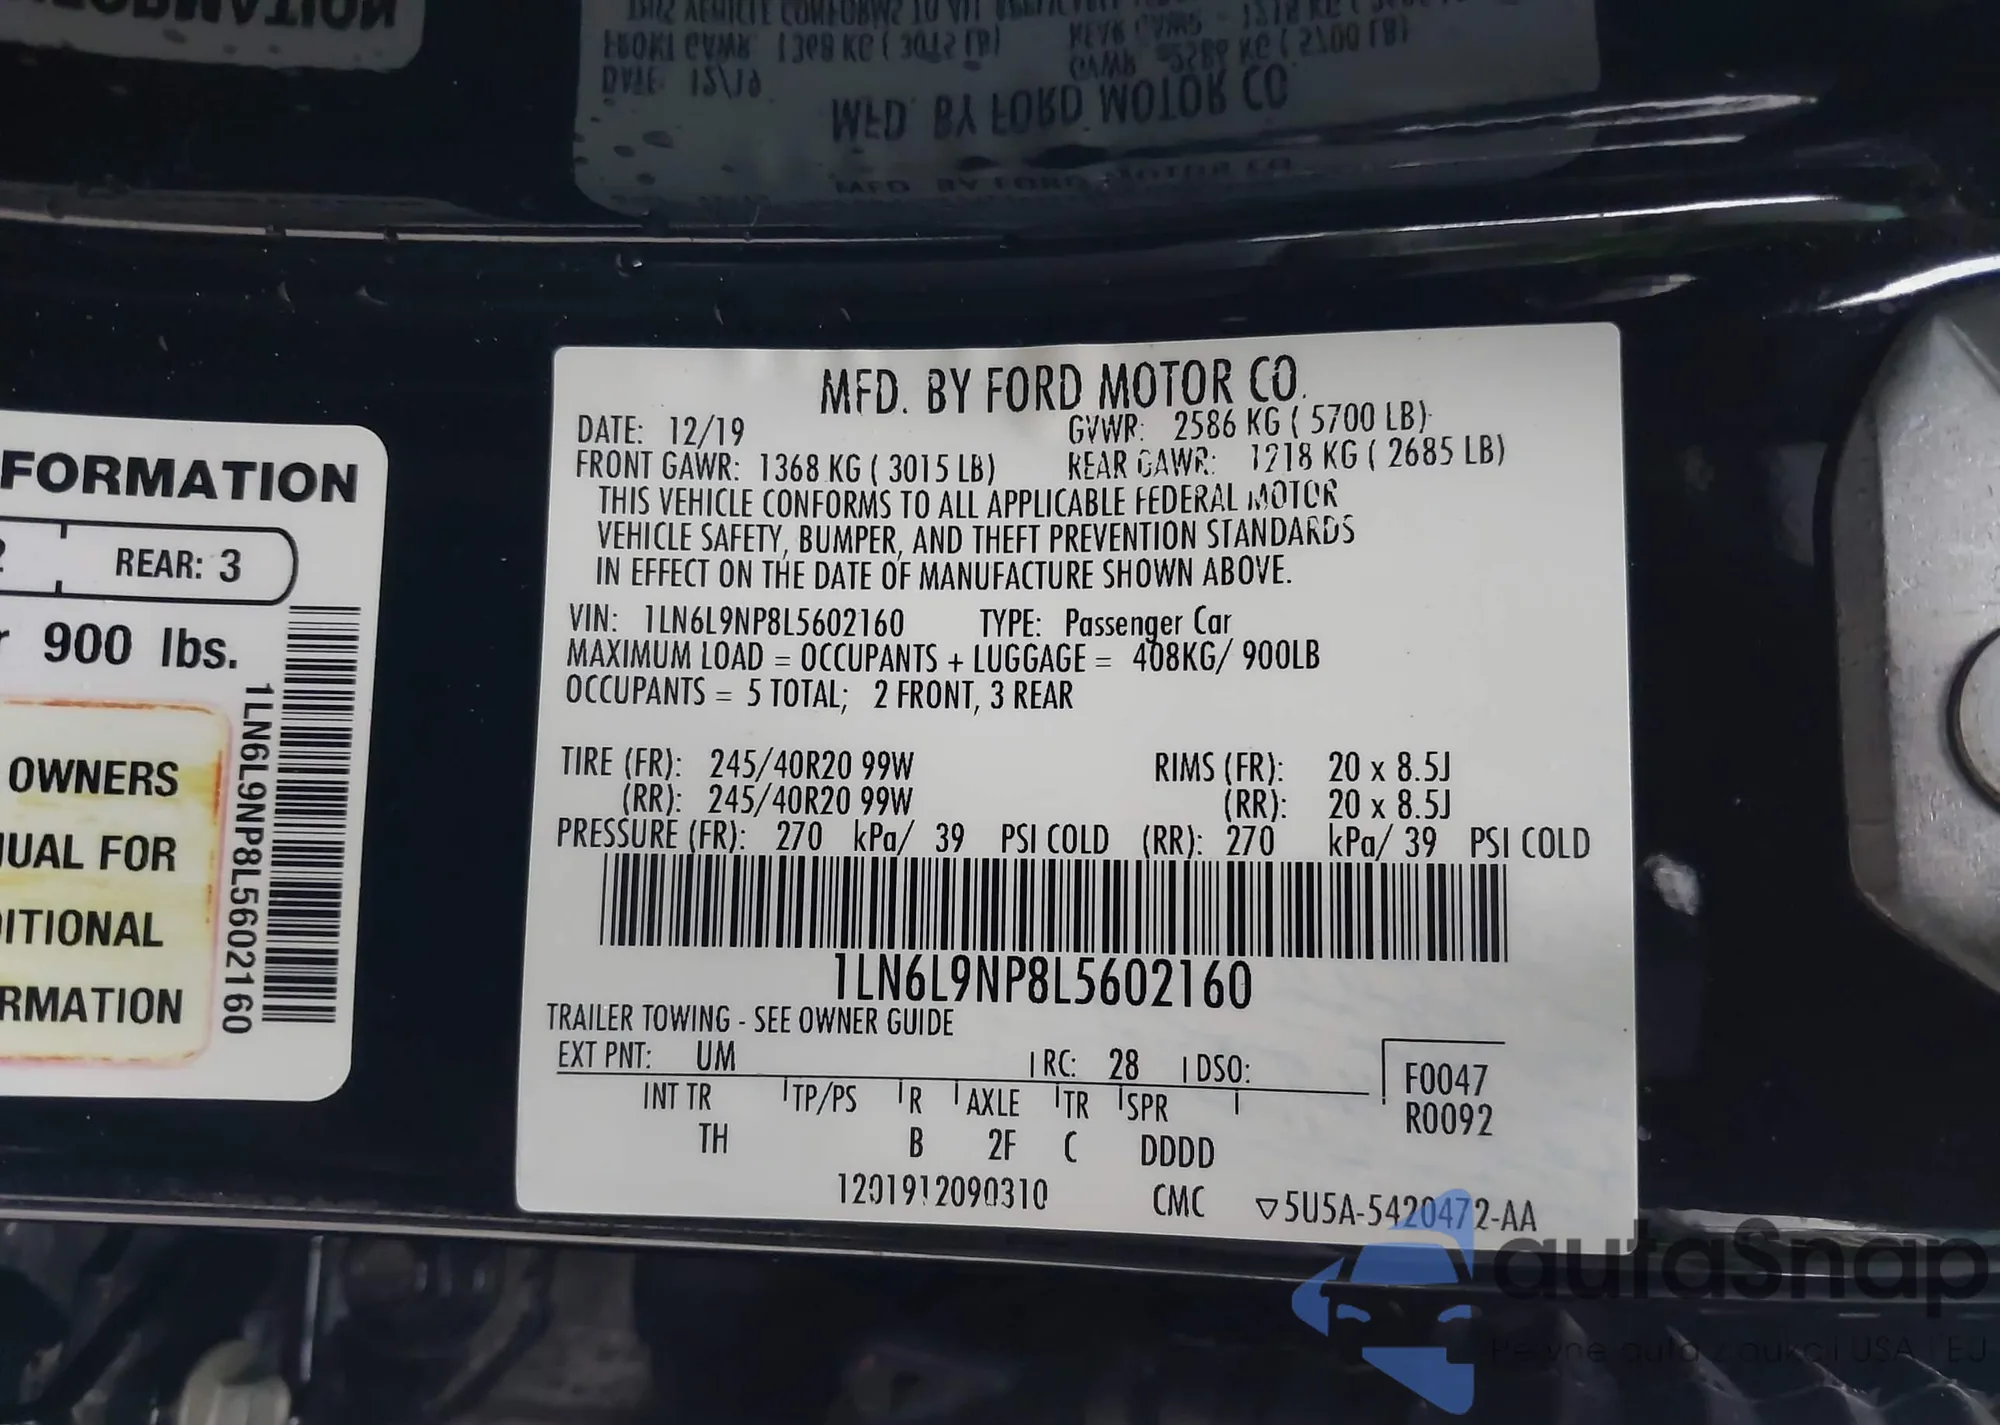 MFD. BY FORD MOTOR CO.
DATE: 12/19 GVWR: 2586 KG ( 5700 LB)
FRONT GAWR: 1368 KG ( 3015 LB) REAR GAWR: 1218 KG ( 2685 LB)
THIS VEHICLE CONFORMS TO ALL APPLICABLE FEDERAL MOTOR
VEHICLE SAFETY, BUMPER, AND THEFT PREVENTION STANDARDS
IN EFFECT ON THE DATE OF MANUFACTURE SHOWN ABOVE.
VIN: 1LN6L9NP8L5602160 TYPE: Passenger Car
MAXIMUM LOAD = OCCUPANTS + LUGGAGE = 408KG/ 900LB
OCCUPANTS = 5 TOTAL; 2 FRONT, 3 REAR
TIRE (FR): 245/40R20 99W RIMS (FR): 20 x 8.5J
(RR): 245/40R20 99W (RR): 20 x 8.5J
PRESSURE (FR): 270 kPa/ 39 PSI COLD (RR): 270 kPa/ 39 PSI COLD
1LN6L9NP8L5602160
TRAILER TOWING - SEE OWNER GUIDE
EXT PNT: UM RC: 28 DSO: F0047
INT TR TP/PS R AXLE TR SPR R0092
TH B 2F C DDDD
1201912090310 CMC ▽5U5A-5420472-AA
FORMATION
REAR: 3
900 lbs.
OWNERS
UAL FOR
ITIONAL
RMATION
1LN6L9NP8L5602160
autaSnap